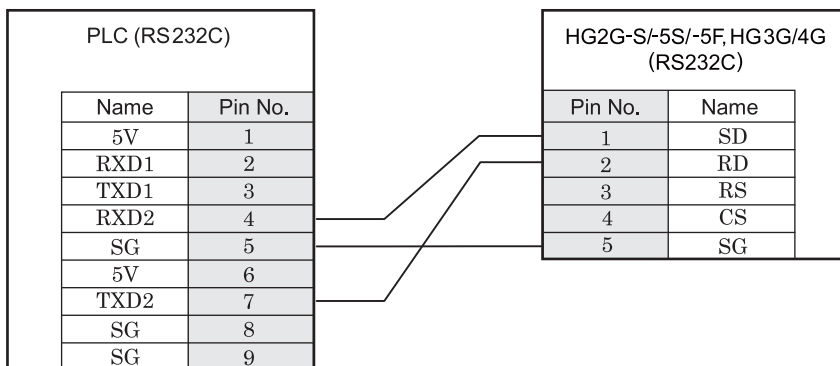 PLC (RS232C)
Name Pin No.
5V 1
RXD1 2
TXD1 3
RXD2 4
SG 5
5V 6
TXD2 7
SG 8
SG 9
HG2G-S/-5S/-5F, HG3G/4G
(RS232C)
Pin No. Name
1 SD
2 RD
3 RS
4 CS
5 SG